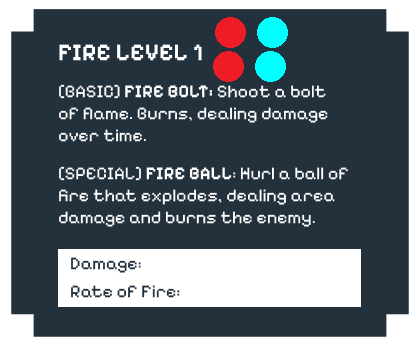 FIRE LEVEL 1
(BASIC) FIRE BOLT: Shoot a bolt
of flame. Burns, dealing damage
over time.
(SPECIAL) FIRE BALL: Hurl a ball of
fire that explodes, dealing area
damage and burns the enemy.
Damage:
Rate of Fire: